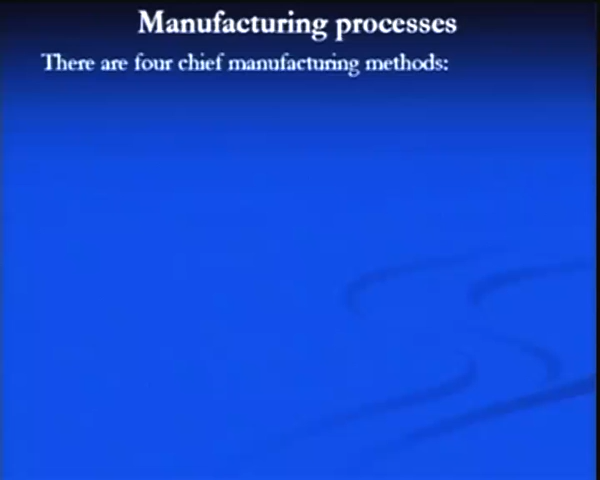 Manufacturing processes
There are four chief manufacturing methods: